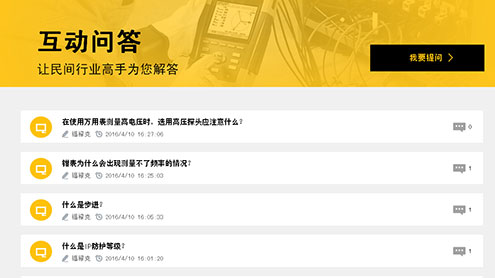 互动问答
让民间行业高手为您解答
我要提问
在使用万用表测量高电压时，选用高压探头应注意什么？
福禄克 2016/4/10 16:27:06
0
钳表为什么会出现测量不了频率的情况？
福禄克 2016/4/10 16:25:03
1
什么是步进？
福禄克 2016/4/10 16:05:33
1
什么是IP防护等级？
福禄克 2016/4/10 16:01:20
1